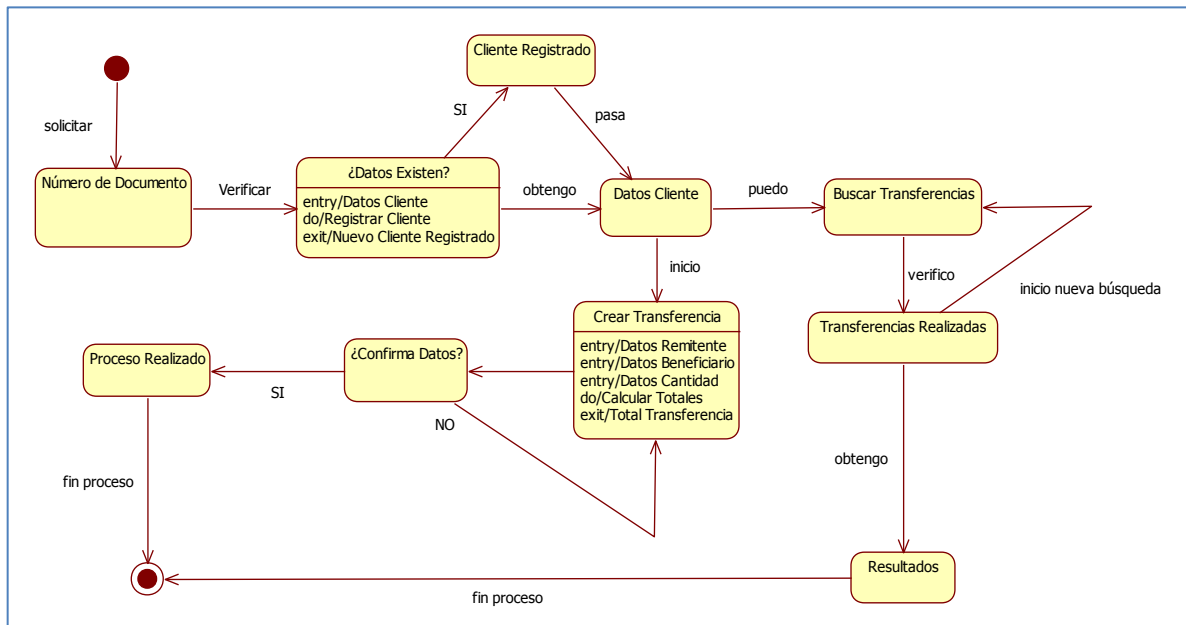 Cliente Registrado
solicitar
SI
pasa
Número de Documento
Verificar
¿Datos Existen?
entry/Datos Cliente
do/Registrar Cliente
exit/Nuevo Cliente Registrado
obtengo
Datos Cliente
puedo
Buscar Transferencias
inicio
verifico
inicio nueva búsqueda
Transferencias Realizadas
Crear Transferencia
entry/Datos Remitente
entry/Datos Beneficiario
entry/Datos Cantidad
do/Calcular Totales
exit/Total Transferencia
¿Confirma Datos?
Proceso Realizado
SI
NO
obtengo
fin proceso
Resultados
fin proceso